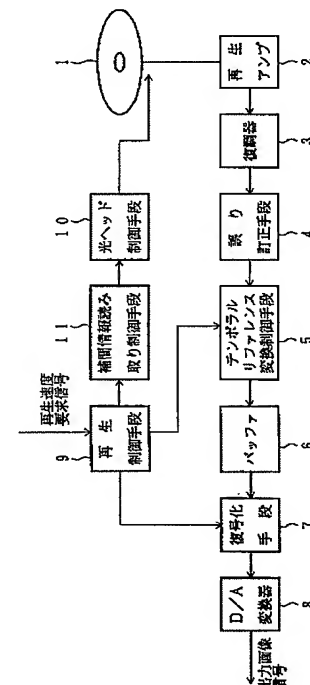 1
再生
アンプ
2
復調器
3
誤り
訂正手段
4
テンポラル
リファレンス
変換制御手段
5
バッファ
6
復号化
手段
7
D/A
変換器
8
出力画像
信号
10
光ヘッド
制御手段
11
補間情報読み
取り制御手段
再生速度
要求信号
9
再生
制御手段